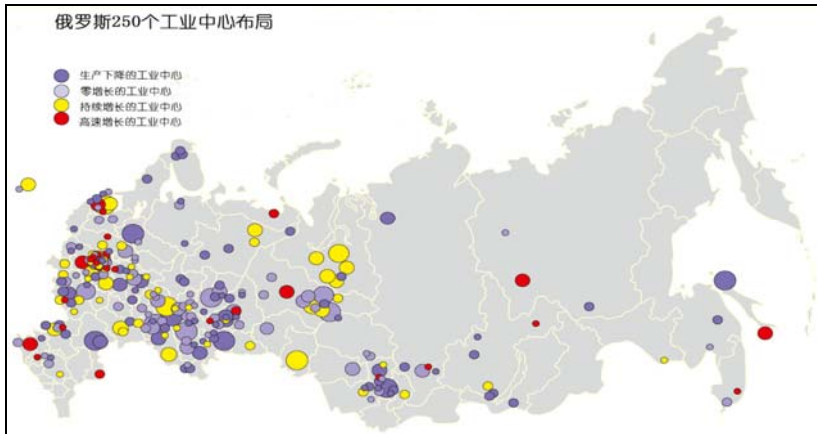 俄罗斯250个工业中心布局
生产下降的工业中心
零增长的工业中心
持续增长的工业中心
高速增长的工业中心